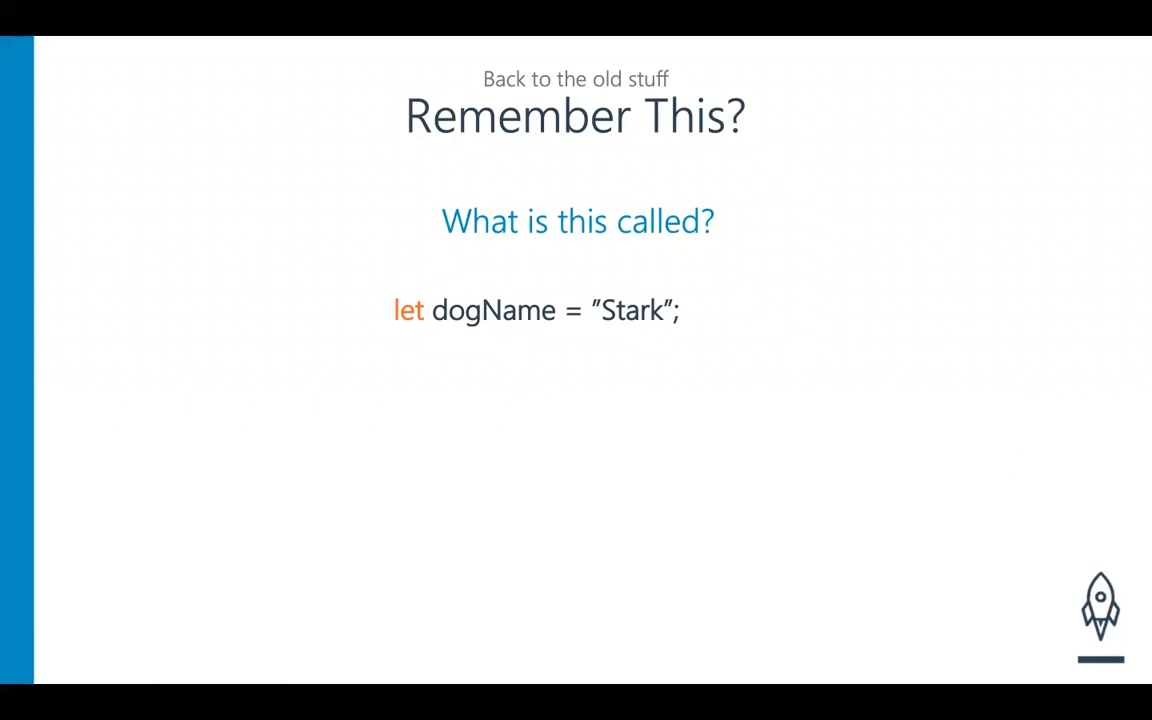 Back to the old stuff
Remember This?
What is this called?
let dogName = ”Stark”;